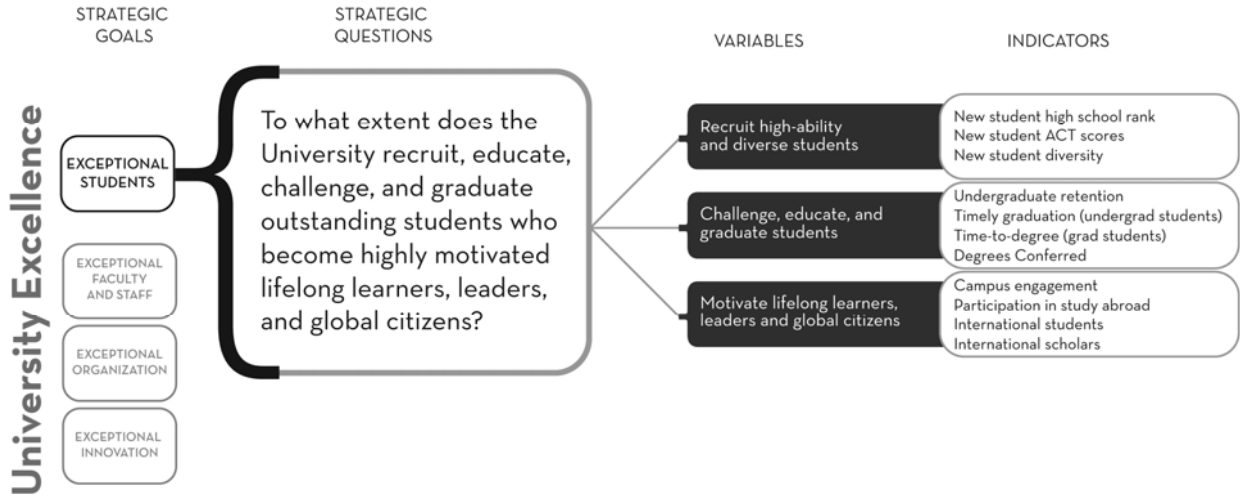 STRATEGIC
GOALS
STRATEGIC
QUESTIONS
VARIABLES
INDICATORS
University Excellence
EXCEPTIONAL
STUDENTS
EXCEPTIONAL
FACULTY
AND STAFF
EXCEPTIONAL
ORGANIZATION
EXCEPTIONAL
INNOVATION
To what extent does the
University recruit, educate,
challenge, and graduate
outstanding students who
become highly motivated
lifelong learners, leaders,
and global citizens?
Recruit high-ability
and diverse students
New student high school rank
New student ACT scores
New student diversity
Challenge, educate, and
graduate students
Undergraduate retention
Timely graduation (undergrad students)
Time-to-degree (grad students)
Degrees Conferred
Motivate lifelong learners,
leaders and global citizens
Campus engagement
Participation in study abroad
International students
International scholars